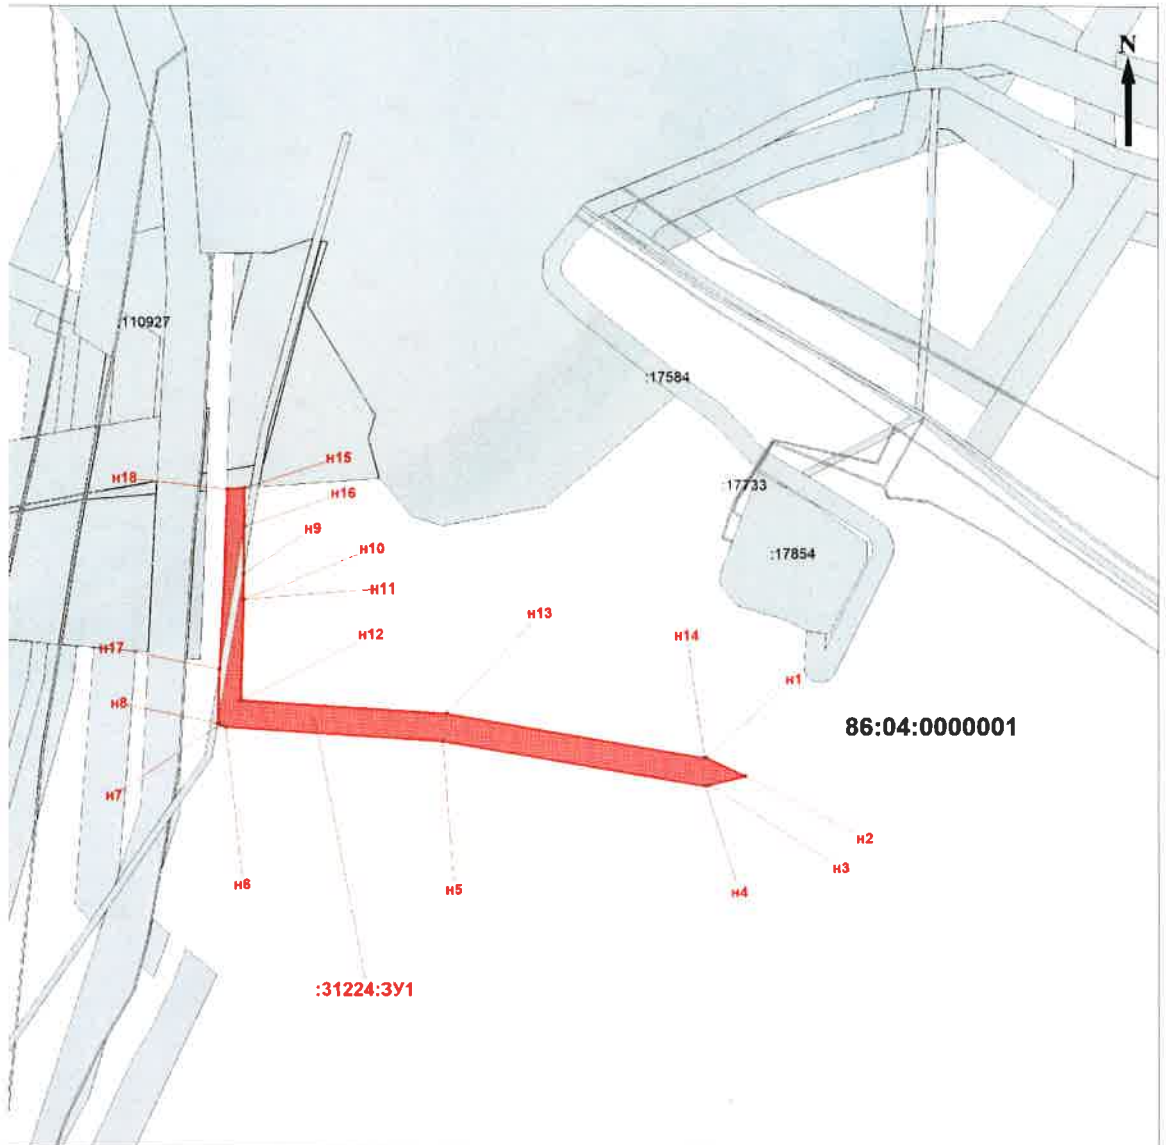 N
:110927
:17584
н15
н18
:17733
н16
н9
н10
:17854
н11
н13
н12
н14
н17
н1
н8
86:04:0000001
н7
н2
н3
н6
н5
н4
:31224:ЗУ1